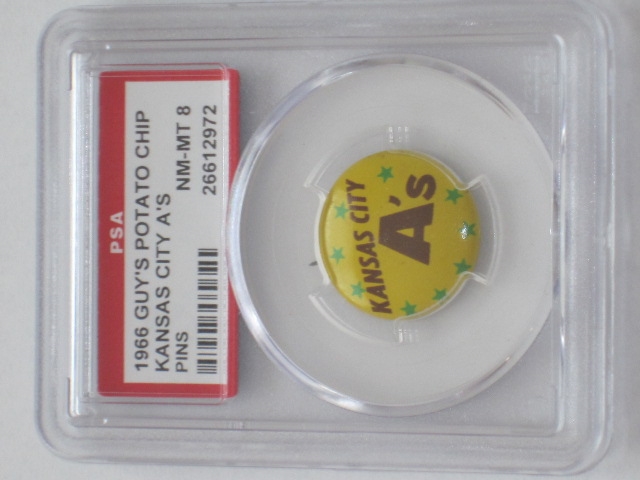 PSA
1966 GUY'S POTATO CHIP
KANSAS CITY A'S
NM-MT 8
PINS
26612972
KANSAS CITY
A's